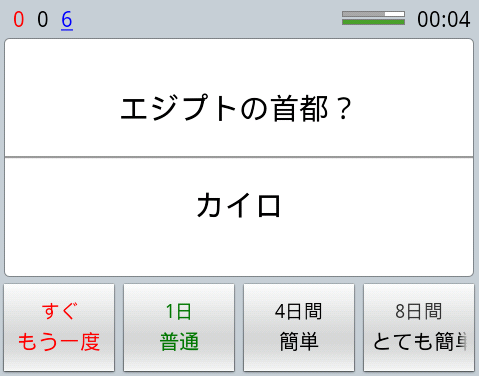 0 0 6 00:04
エジプトの首都？
カイロ
すぐ 1日 4日間 8日間
もう一度 普通 簡単 とても簡単